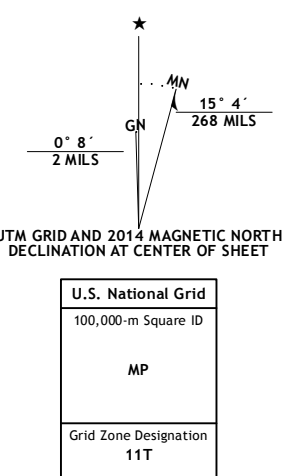 ★
MN
GN
15° 4´
268 MILS
0° 8´
2 MILS
UTM GRID AND 2014 MAGNETIC NORTH
DECLINATION AT CENTER OF SHEET
U.S. National Grid
100,000-m Square ID
MP
Grid Zone Designation
11T